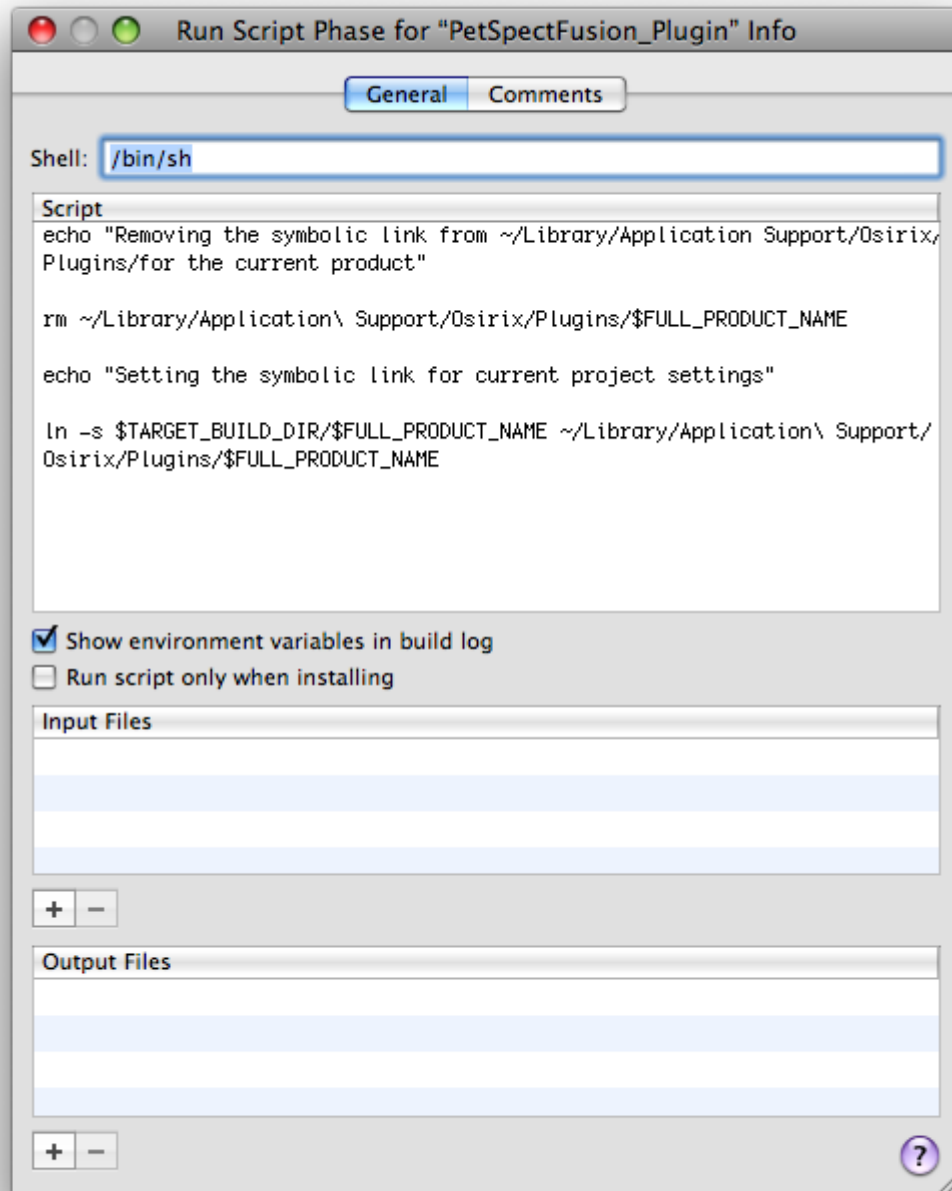 Run Script Phase for “PetSpectFusion_Plugin” Info
General Comments
Shell: /bin/sh
Script
echo "Removing the symbolic link from ~/Library/Application Support/Osirix/
Plugins/for the current product"
rm ~/Library/Application\ Support/Osirix/Plugins/$FULL_PRODUCT_NAME
echo "Setting the symbolic link for current project settings"
ln -s $TARGET_BUILD_DIR/$FULL_PRODUCT_NAME ~/Library/Application\ Support/
Osirix/Plugins/$FULL_PRODUCT_NAME
Show environment variables in build log
Run script only when installing
Input Files
+ −
Output Files
+ −
?